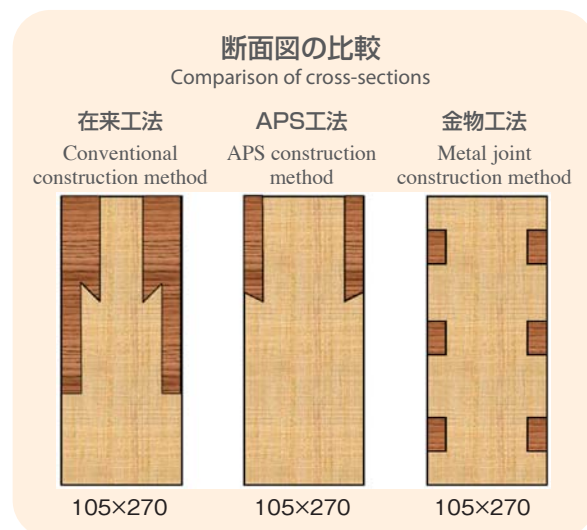 断面図の比較
Comparison of cross-sections
在来工法
Conventional
construction method
105×270
APS工法
APS construction
method
105×270
金物工法
Metal joint
construction method
105×270